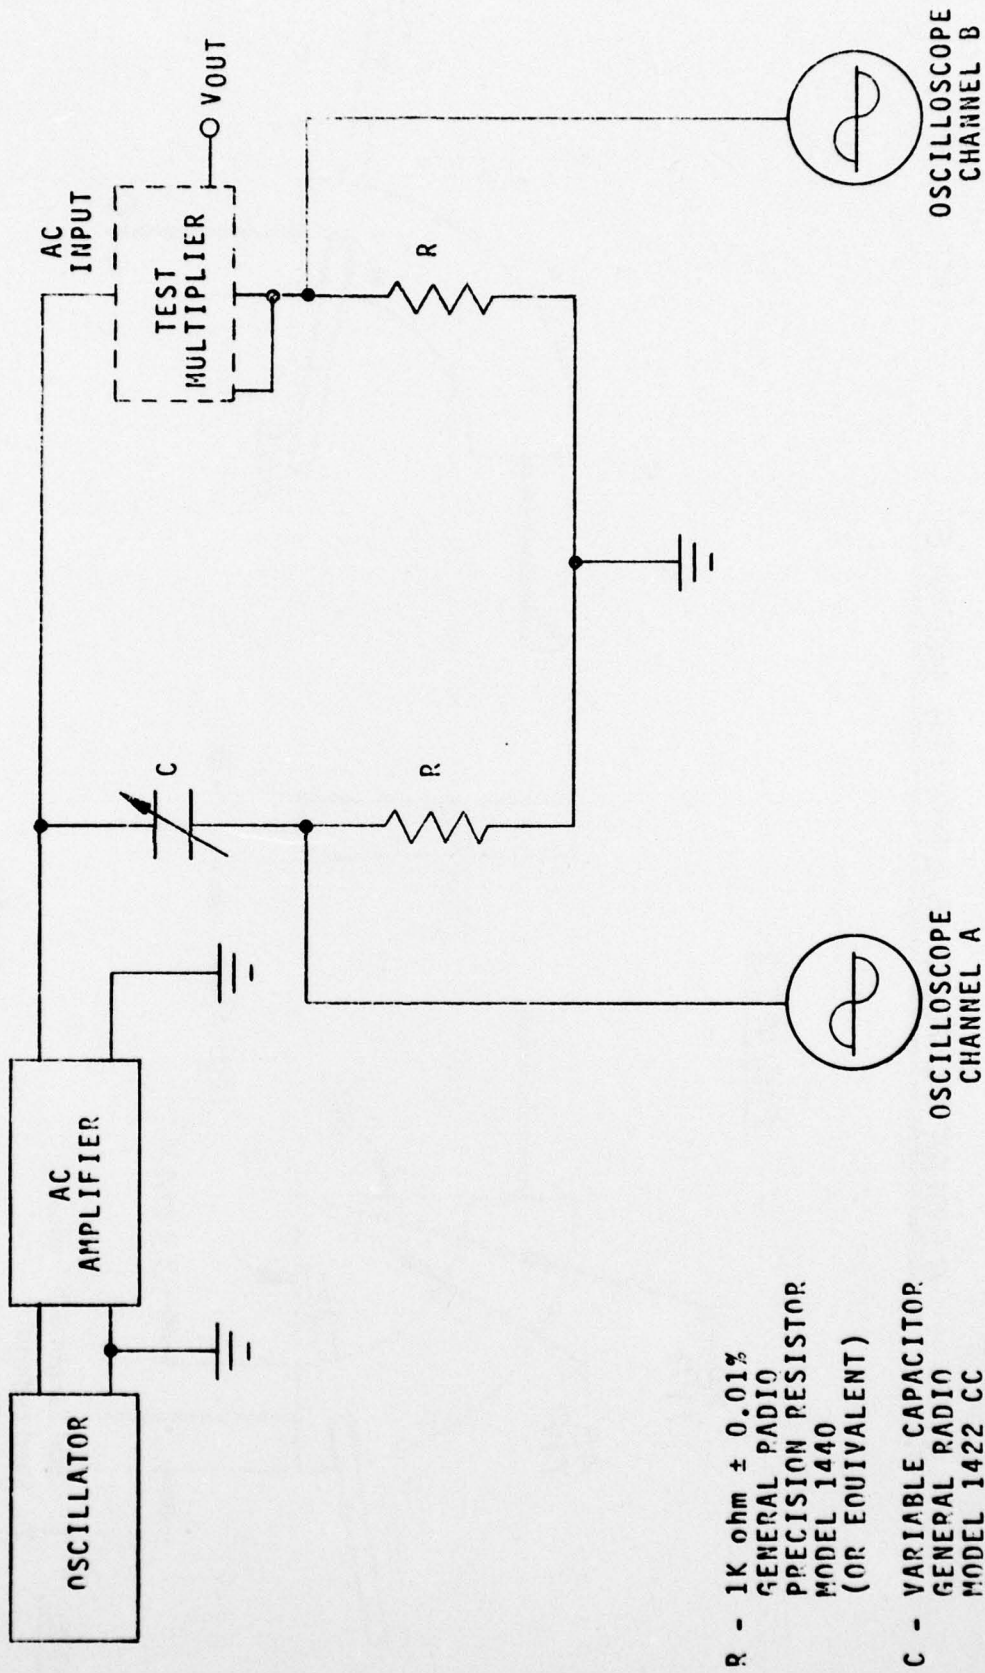 OSCILLATOR
AC
AMPLIFIER
C
R
AC
INPUT
TEST
MULTIPLIER
VOUT
R
OSCILLOSCOPE
CHANNEL A
OSCILLOSCOPE
CHANNEL B
R - 1K ohm ± 0.01%
GENERAL RADIO
PRECISION RESISTOR
MODEL 1440
(OR EQUIVALENT)
C - VARIABLE CAPACITOR
GENERAL RADIO
MODEL 1422 CC